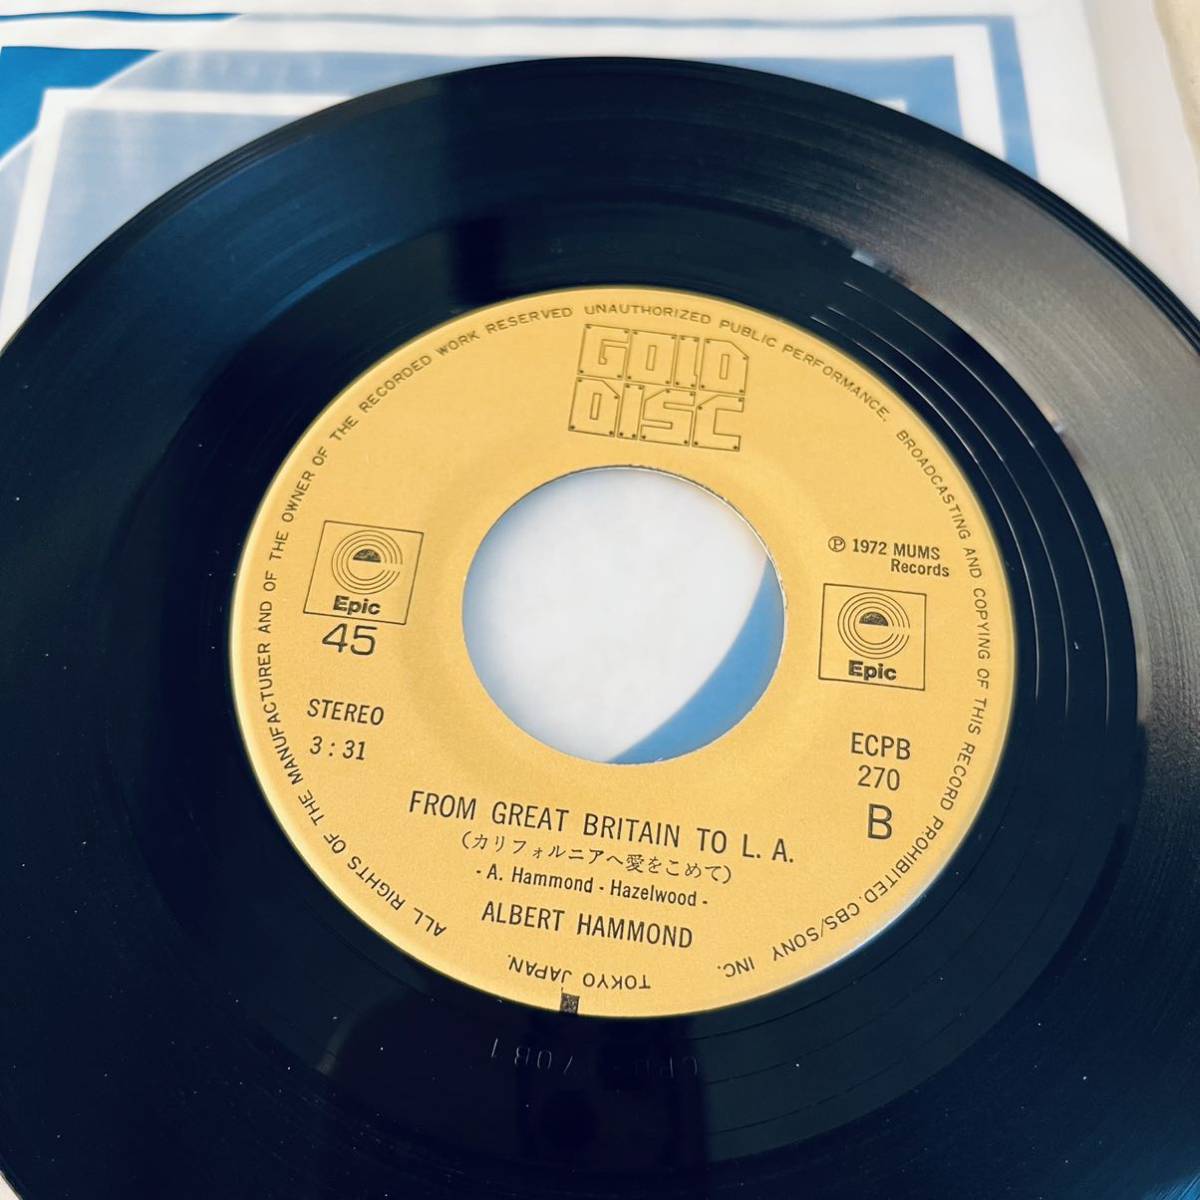 ALL RIGHTS OF THE MANUFACTURER AND OF THE OWNER OF THE RECORDED WORK RESERVED UNAUTHORIZED PUBLIC PERFORMANCE, BROADCASTING AND COPYING OF THIS RECORD PROHIBITED. CBS/SONY INC.
TOKYO JAPAN.
GOLD
DISC
Ⓟ 1972 MUMS
Records
Epic
45
STEREO
3:31
Epic
ECPB
270
B
FROM GREAT BRITAIN TO L.A.
(カリフォルニアへ愛をこめて)
- A. Hammond - Hazelwood -
ALBERT HAMMOND